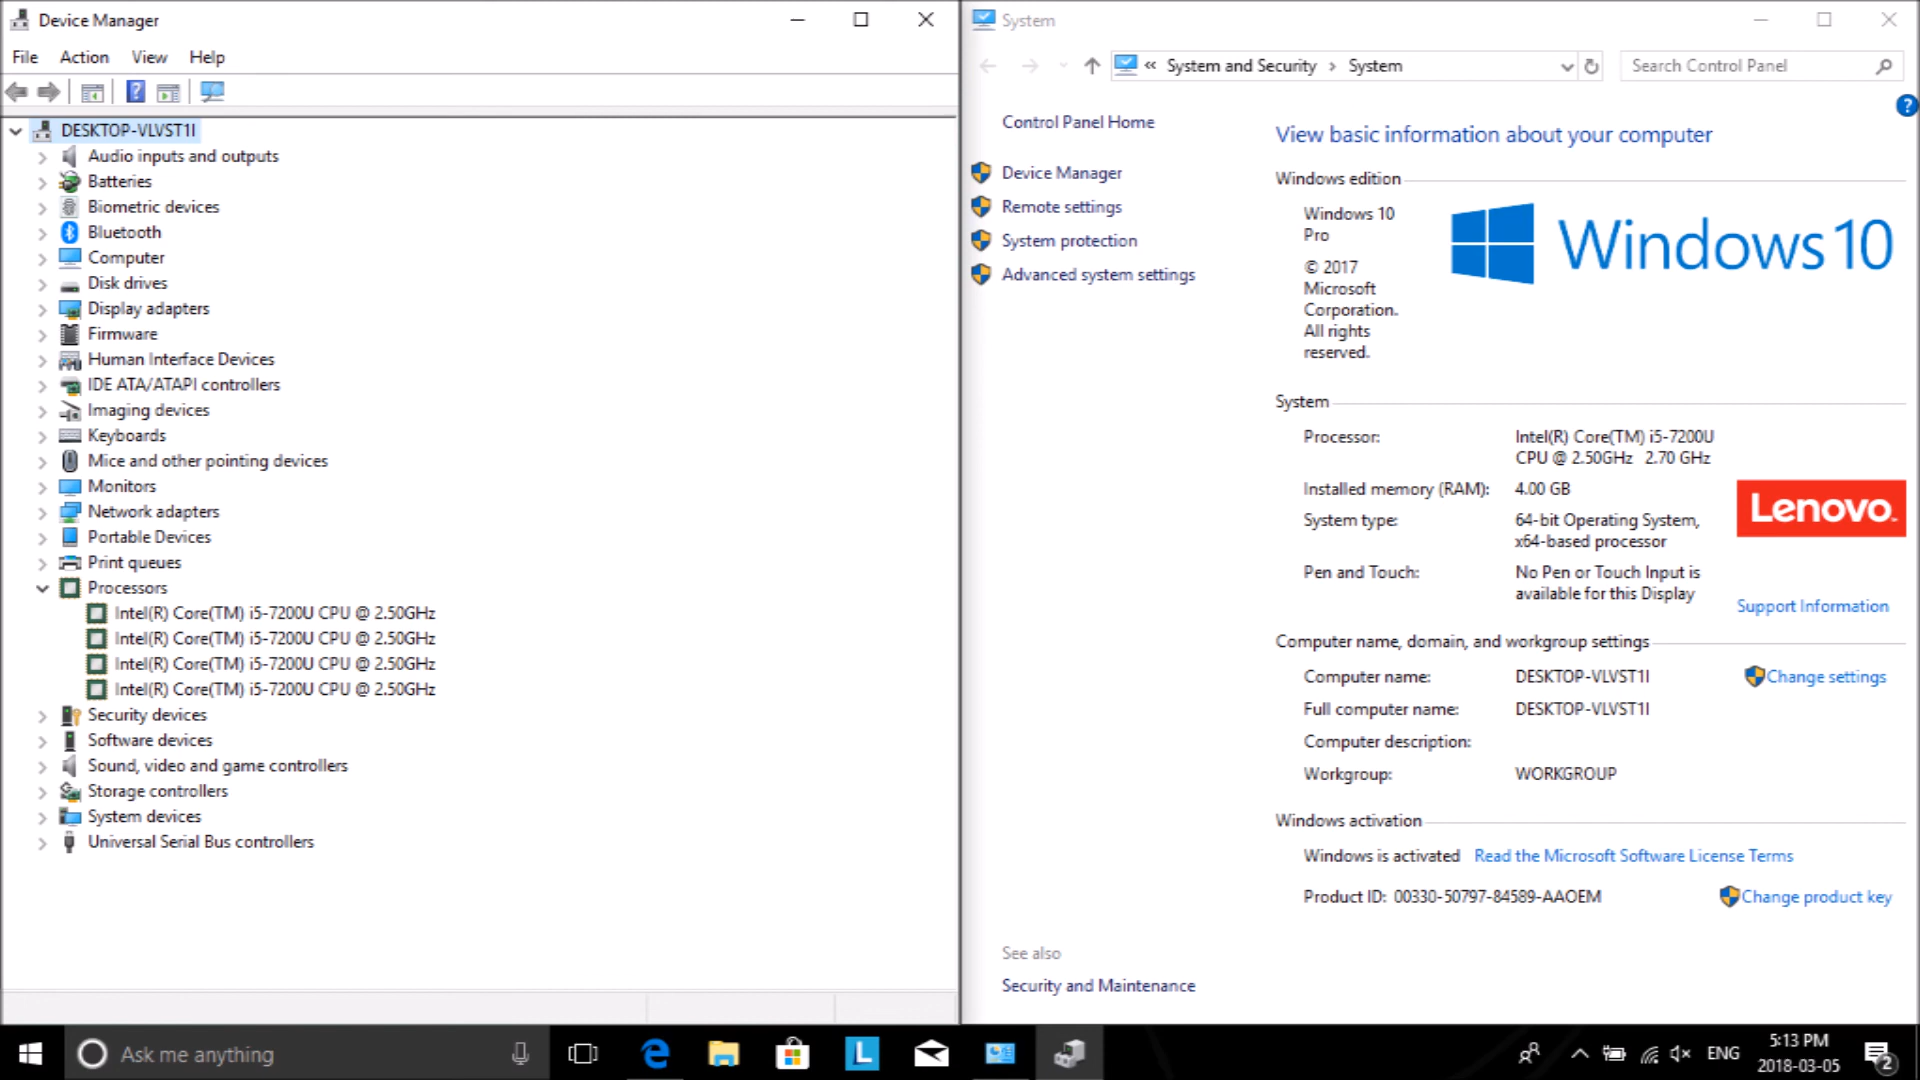 Device Manager
File Action View Help
DESKTOP-VLVST1I
Audio inputs and outputs
Batteries
Biometric devices
Bluetooth
Computer
Disk drives
Display adapters
Firmware
Human Interface Devices
IDE ATA/ATAPI controllers
Imaging devices
Keyboards
Mice and other pointing devices
Monitors
Network adapters
Portable Devices
Print queues
Processors
Intel(R) Core(TM) i5-7200U CPU @ 2.50GHz
Intel(R) Core(TM) i5-7200U CPU @ 2.50GHz
Intel(R) Core(TM) i5-7200U CPU @ 2.50GHz
Intel(R) Core(TM) i5-7200U CPU @ 2.50GHz
Security devices
Software devices
Sound, video and game controllers
Storage controllers
System devices
Universal Serial Bus controllers
System
« System and Security › System
Search Control Panel
Control Panel Home
Device Manager
Remote settings
System protection
Advanced system settings
See also
Security and Maintenance
View basic information about your computer
Windows edition
Windows 10
Pro
© 2017
Microsoft
Corporation.
All rights
reserved.
Windows 10
System
Processor: Intel(R) Core(TM) i5-7200U
CPU @ 2.50GHz 2.70 GHz
Installed memory (RAM): 4.00 GB
System type: 64-bit Operating System,
x64-based processor
Pen and Touch: No Pen or Touch Input is
available for this Display
Lenovo
Support Information
Computer name, domain, and workgroup settings
Computer name: DESKTOP-VLVST1I Change settings
Full computer name: DESKTOP-VLVST1I
Computer description:
Workgroup: WORKGROUP
Windows activation
Windows is activated Read the Microsoft Software License Terms
Product ID: 00330-50797-84589-AAOEM Change product key
Ask me anything
L
ENG
5:13 PM
2018-03-05
2